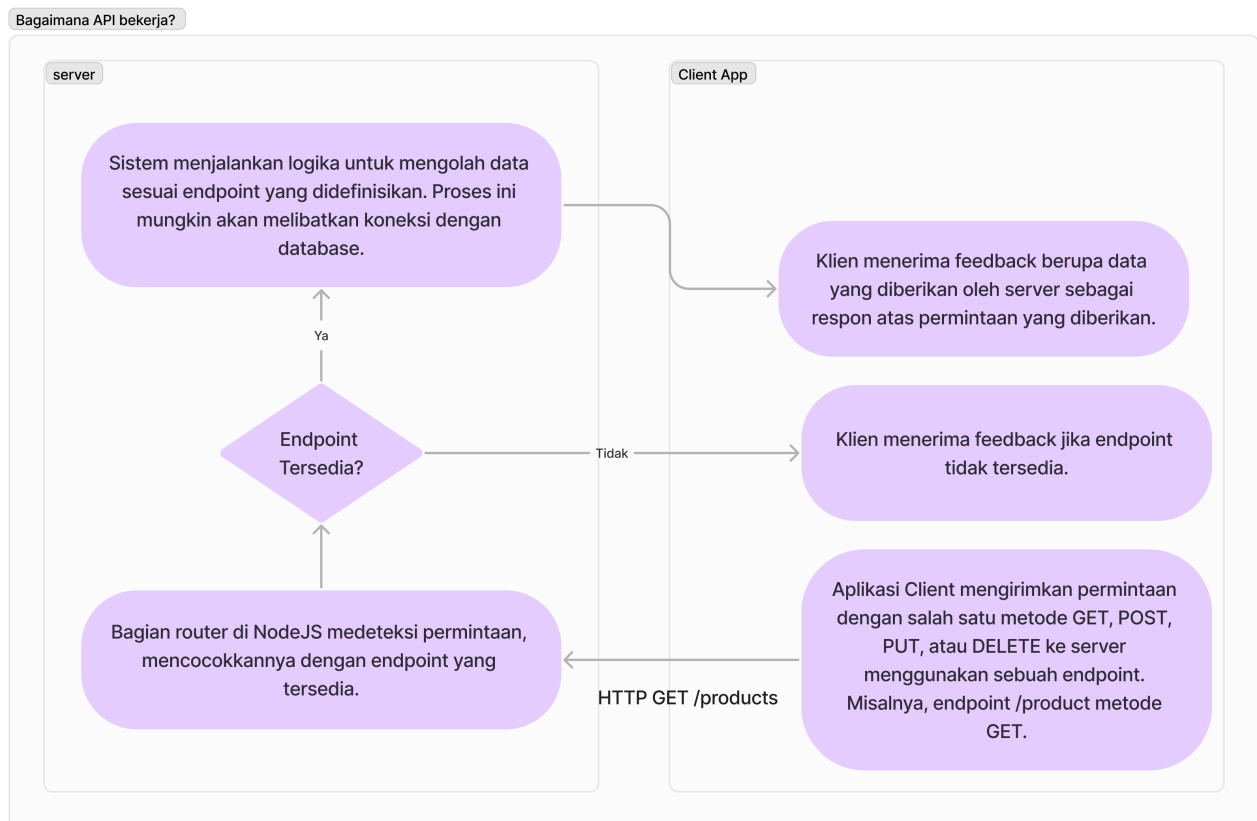 Bagaimana API bekerja?
server
Sistem menjalankan logika untuk mengolah data
sesuai endpoint yang didefinisikan. Proses ini
mungkin akan melibatkan koneksi dengan
database.
Ya
Endpoint
Tersedia?
Tidak
Bagian router di NodeJS medeteksi permintaan,
mencocokkannya dengan endpoint yang
tersedia.
HTTP GET /products
Client App
Klien menerima feedback berupa data
yang diberikan oleh server sebagai
respon atas permintaan yang diberikan.
Klien menerima feedback jika endpoint
tidak tersedia.
Aplikasi Client mengirimkan permintaan
dengan salah satu metode GET, POST,
PUT, atau DELETE ke server
menggunakan sebuah endpoint.
Misalnya, endpoint /product metode
GET.